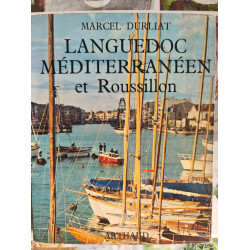 MARCEL DURLIAT
LANGUEDOC
MÉDITERRANÉEN
et Roussillon
ARTHAUD